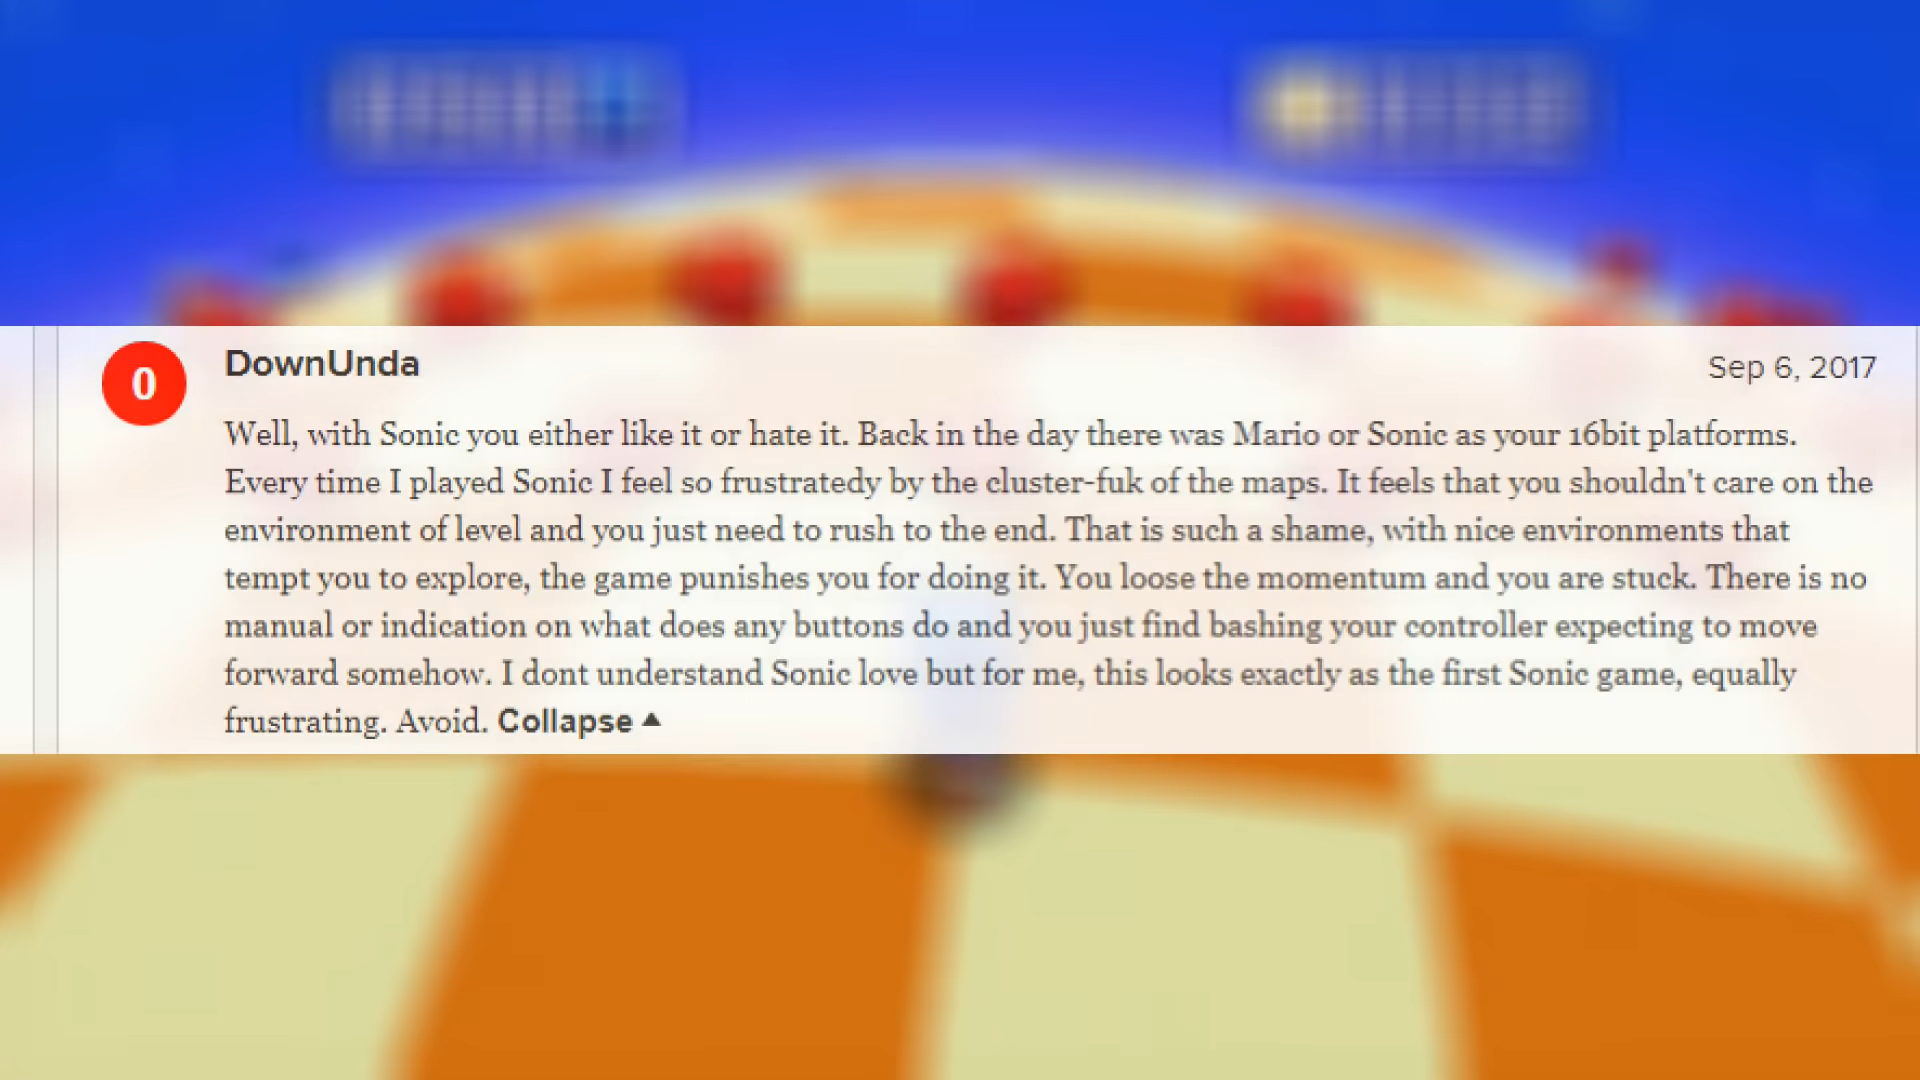 0
DownUnda
Sep 6, 2017
Well, with Sonic you either like it or hate it. Back in the day there was Mario or Sonic as your 16bit platforms.
Every time I played Sonic I feel so frustratedy by the cluster-fuk of the maps. It feels that you shouldn't care on the
environment of level and you just need to rush to the end. That is such a shame, with nice environments that
tempt you to explore, the game punishes you for doing it. You loose the momentum and you are stuck. There is no
manual or indication on what does any buttons do and you just find bashing your controller expecting to move
forward somehow. I dont understand Sonic love but for me, this looks exactly as the first Sonic game, equally
frustrating. Avoid. Collapse ▲